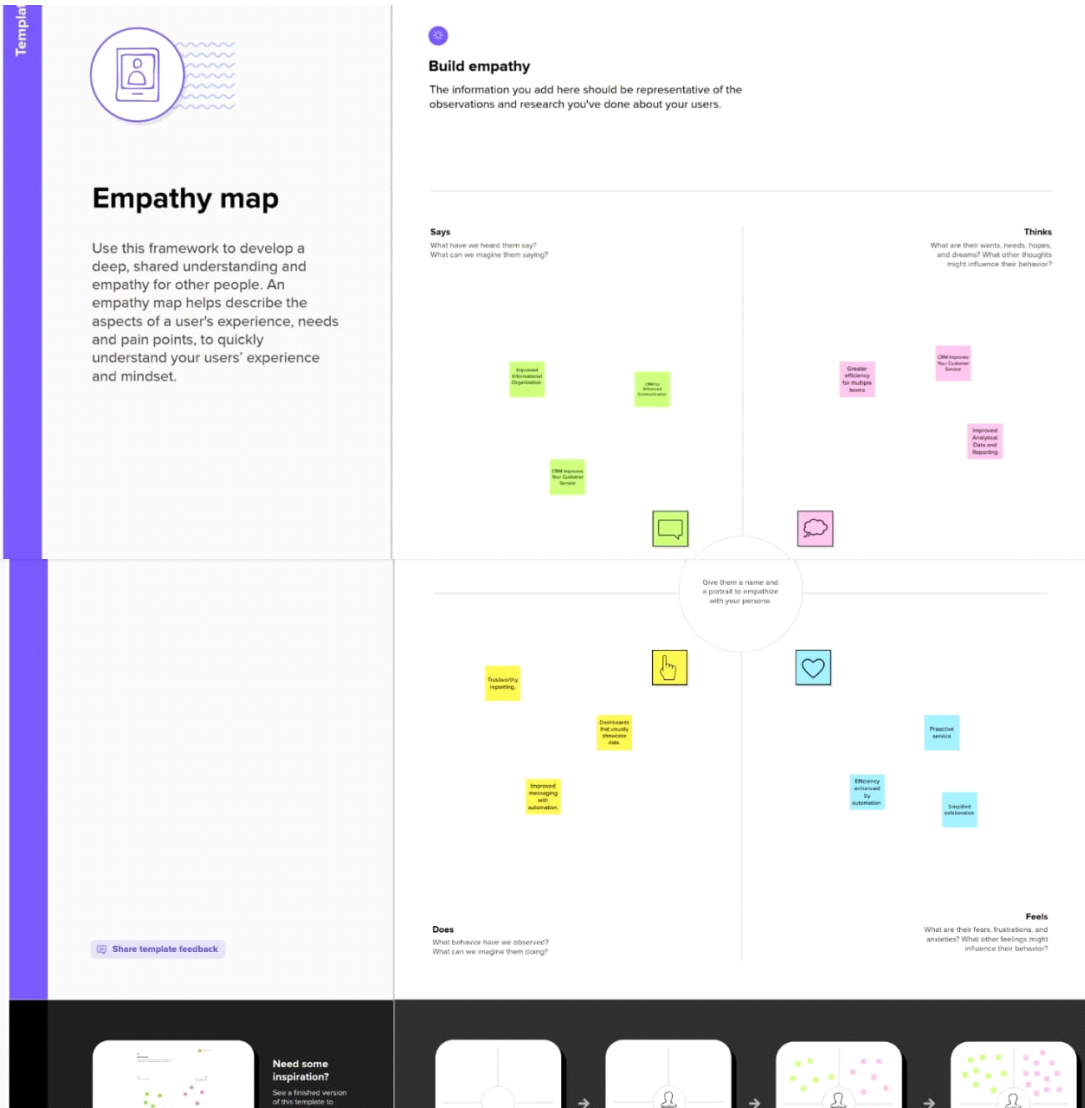 Templat
Build empathy
The information you add here should be representative of the
observations and research you've done about your users.
Empathy map
Use this framework to develop a
deep, shared understanding and
empathy for other people. An
empathy map helps describe the
aspects of a user's experience, needs
and pain points, to quickly
understand your users' experience
and mindset.
Says
What have we heard them say?
What can we magine them saying?
Thinks
What are their wants, needs, hopes,
and dreams? What other thoughts
might influence their behavior?
Improved
Informational
Organization
.
CRM for
Enhanced
Communication
CRM Improves
Your Customer
Service
Greater
efficiency
for multiple
teams
CRM Improves
Your Customer
Service
Improved
Analytical
Data and
Reporting
Give them a name and
a portrait to empathize
with your persona.
Trustworthy
reporting.
Dashboards
that visually
showcase
data
Improved
messaging
with
automation.
Proactive
service
Efficiency
enhanced
by
automation
Simplified
collaboration
Does
What behavior have we observed?
What can we imagine them doing?
Feels
What are their fears, frustrations, and
anxieties? What other feelings might
influence their behavior?
Share template feedback
Need some
inspiration?
See a finished version
of this template to